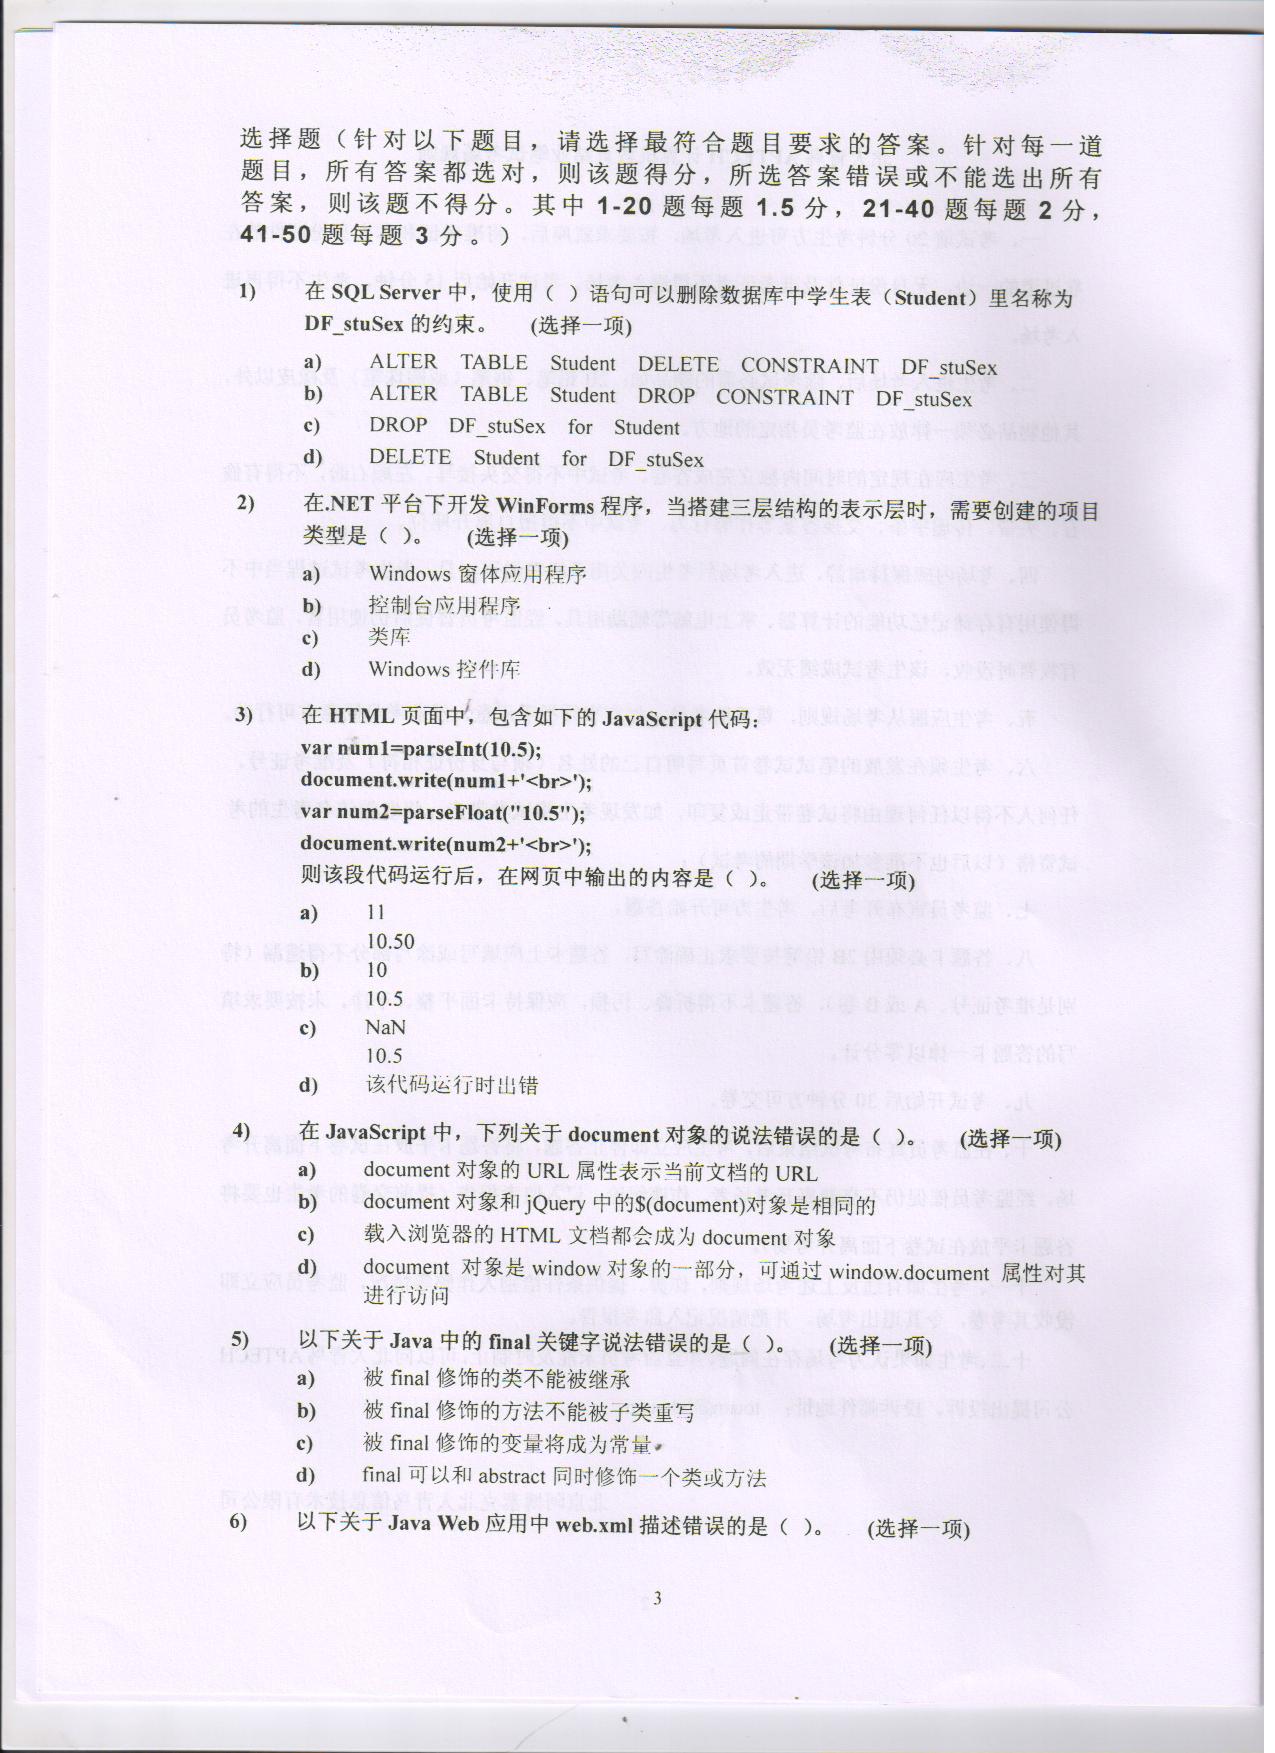 选择题（针对以下题目，请选择最符合题目要求的答案。针对每一道
题目，所有答案都选对，则该题得分，所选答案错误或不能选出所有
答案，则该题不得分。其中 1-20 题每题 1.5 分，21-40 题每题 2 分，
41-50 题每题 3 分。）
1) 在 SQL Server 中，使用（ ）语句可以删除数据库中学生表（Student）里名称为
DF_stuSex 的约束。 (选择一项)
a) ALTER TABLE Student DELETE CONSTRAINT DF_stuSex
b) ALTER TABLE Student DROP CONSTRAINT DF_stuSex
c) DROP DF_stuSex for Student
d) DELETE Student for DF_stuSex
2) 在.NET 平台下开发 WinForms 程序，当搭建三层结构的表示层时，需要创建的项目
类型是（ ）。 (选择一项)
a) Windows 窗体应用程序
b) 控制台应用程序
c) 类库
d) Windows 控件库
3) 在 HTML 页面中，包含如下的 JavaScript 代码：
var num1=parseInt(10.5);
document.write(num1+'<br>');
var num2=parseFloat("10.5");
document.write(num2+'<br>');
则该段代码运行后，在网页中输出的内容是（ ）。 (选择一项)
a) 11
10.50
b) 10
10.5
c) NaN
10.5
d) 该代码运行时出错
4) 在 JavaScript 中，下列关于 document 对象的说法错误的是（ ）。 (选择一项)
a) document 对象的 URL 属性表示当前文档的 URL
b) document 对象和 jQuery 中的$(document)对象是相同的
c) 载入浏览器的 HTML 文档都会成为 document 对象
d) document 对象是 window 对象的一部分，可通过 window.document 属性对其
进行访问
5) 以下关于 Java 中的 final 关键字说法错误的是（ ）。 (选择一项)
a) 被 final 修饰的类不能被继承
b) 被 final 修饰的方法不能被子类重写
c) 被 final 修饰的变量将成为常量
d) final 可以和 abstract 同时修饰一个类或方法
6) 以下关于 Java Web 应用中 web.xml 描述错误的是（ ）。 (选择一项)
3